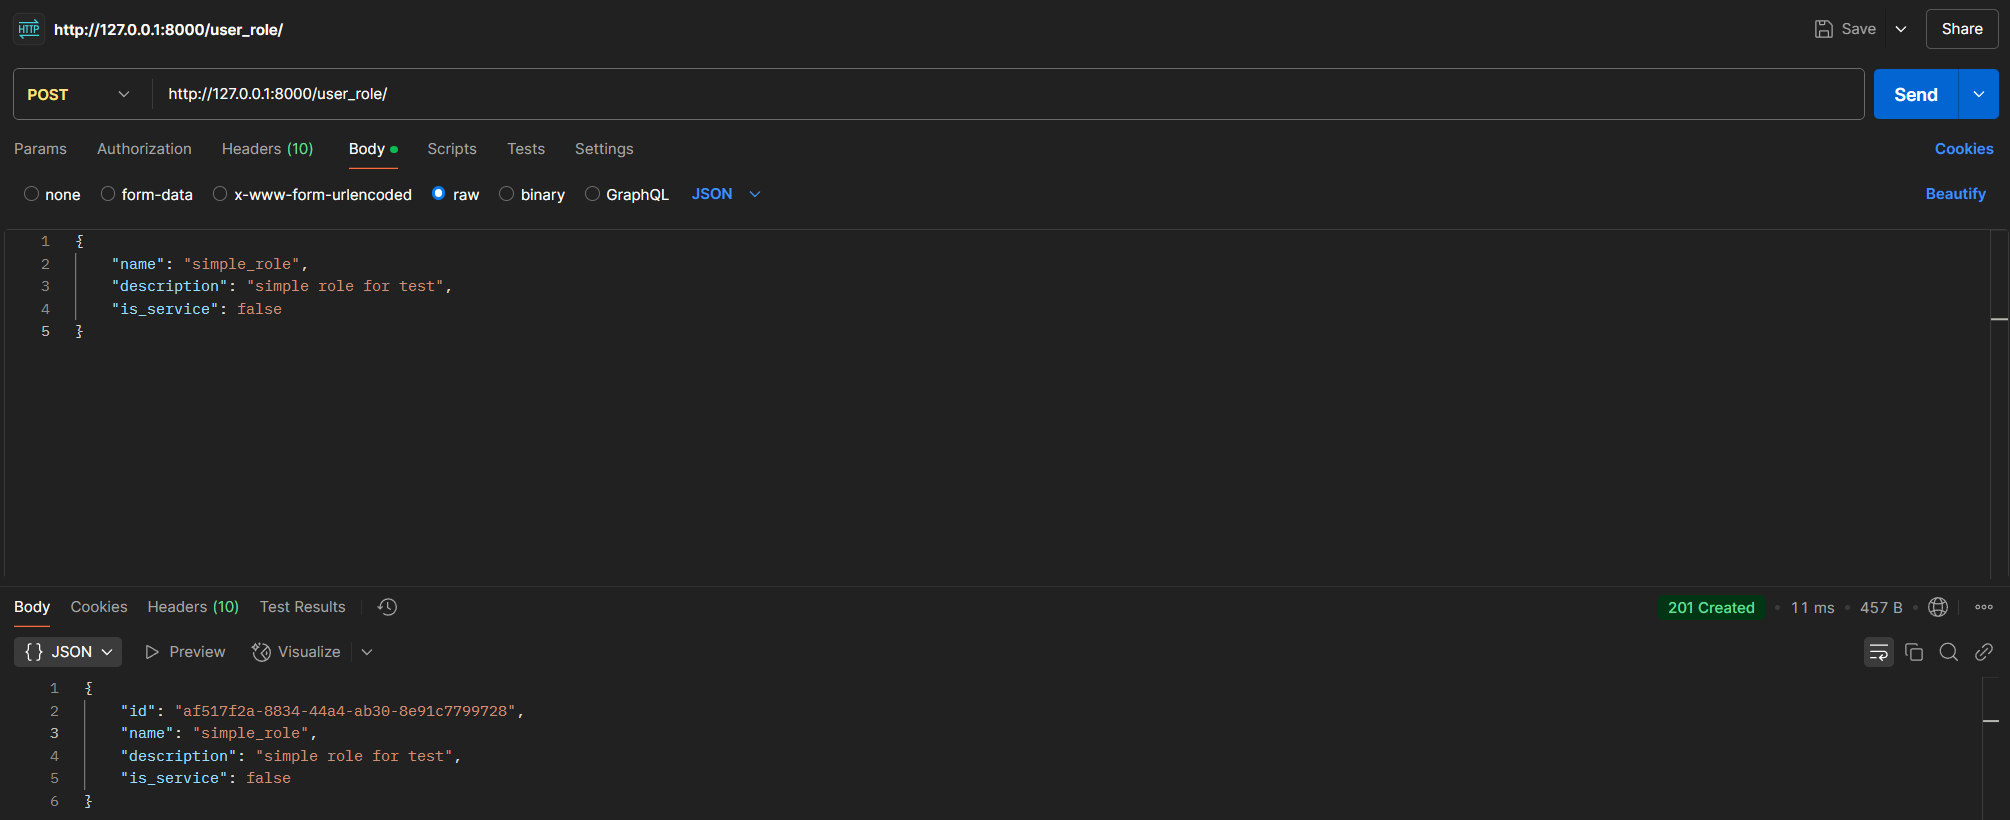 HTTP http://127.0.0.1:8000/user_role/ Save Share
POST http://127.0.0.1:8000/user_role/ Send
Params Authorization Headers (10) Body Scripts Tests Settings Cookies
none form-data x-www-form-urlencoded raw binary GraphQL JSON Beautify
1 {
2 "name": "simple_role",
3 "description": "simple role for test",
4 "is_service": false
5 }
Body Cookies Headers (10) Test Results 201 Created • 11 ms • 457 B •
{} JSON Preview Visualize
1 {
2 "id": "af517f2a-8834-44a4-ab30-8e91c7799728",
3 "name": "simple_role",
4 "description": "simple role for test",
5 "is_service": false
6 }